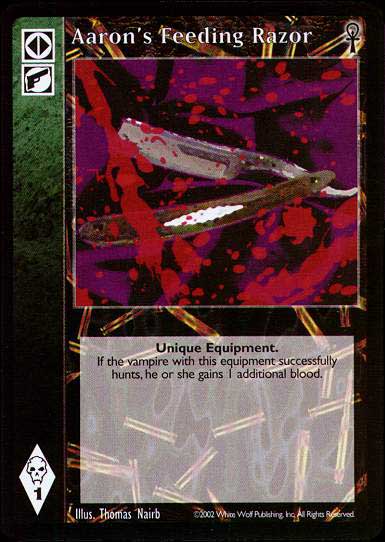 Aaron's Feeding Razor
Unique Equipment.
If the vampire with this equipment successfully
hunts, he or she gains 1 additional blood.
1
Illus. Thomas Nairb
©2002 White Wolf Publishing, Inc. All Rights Reserved.